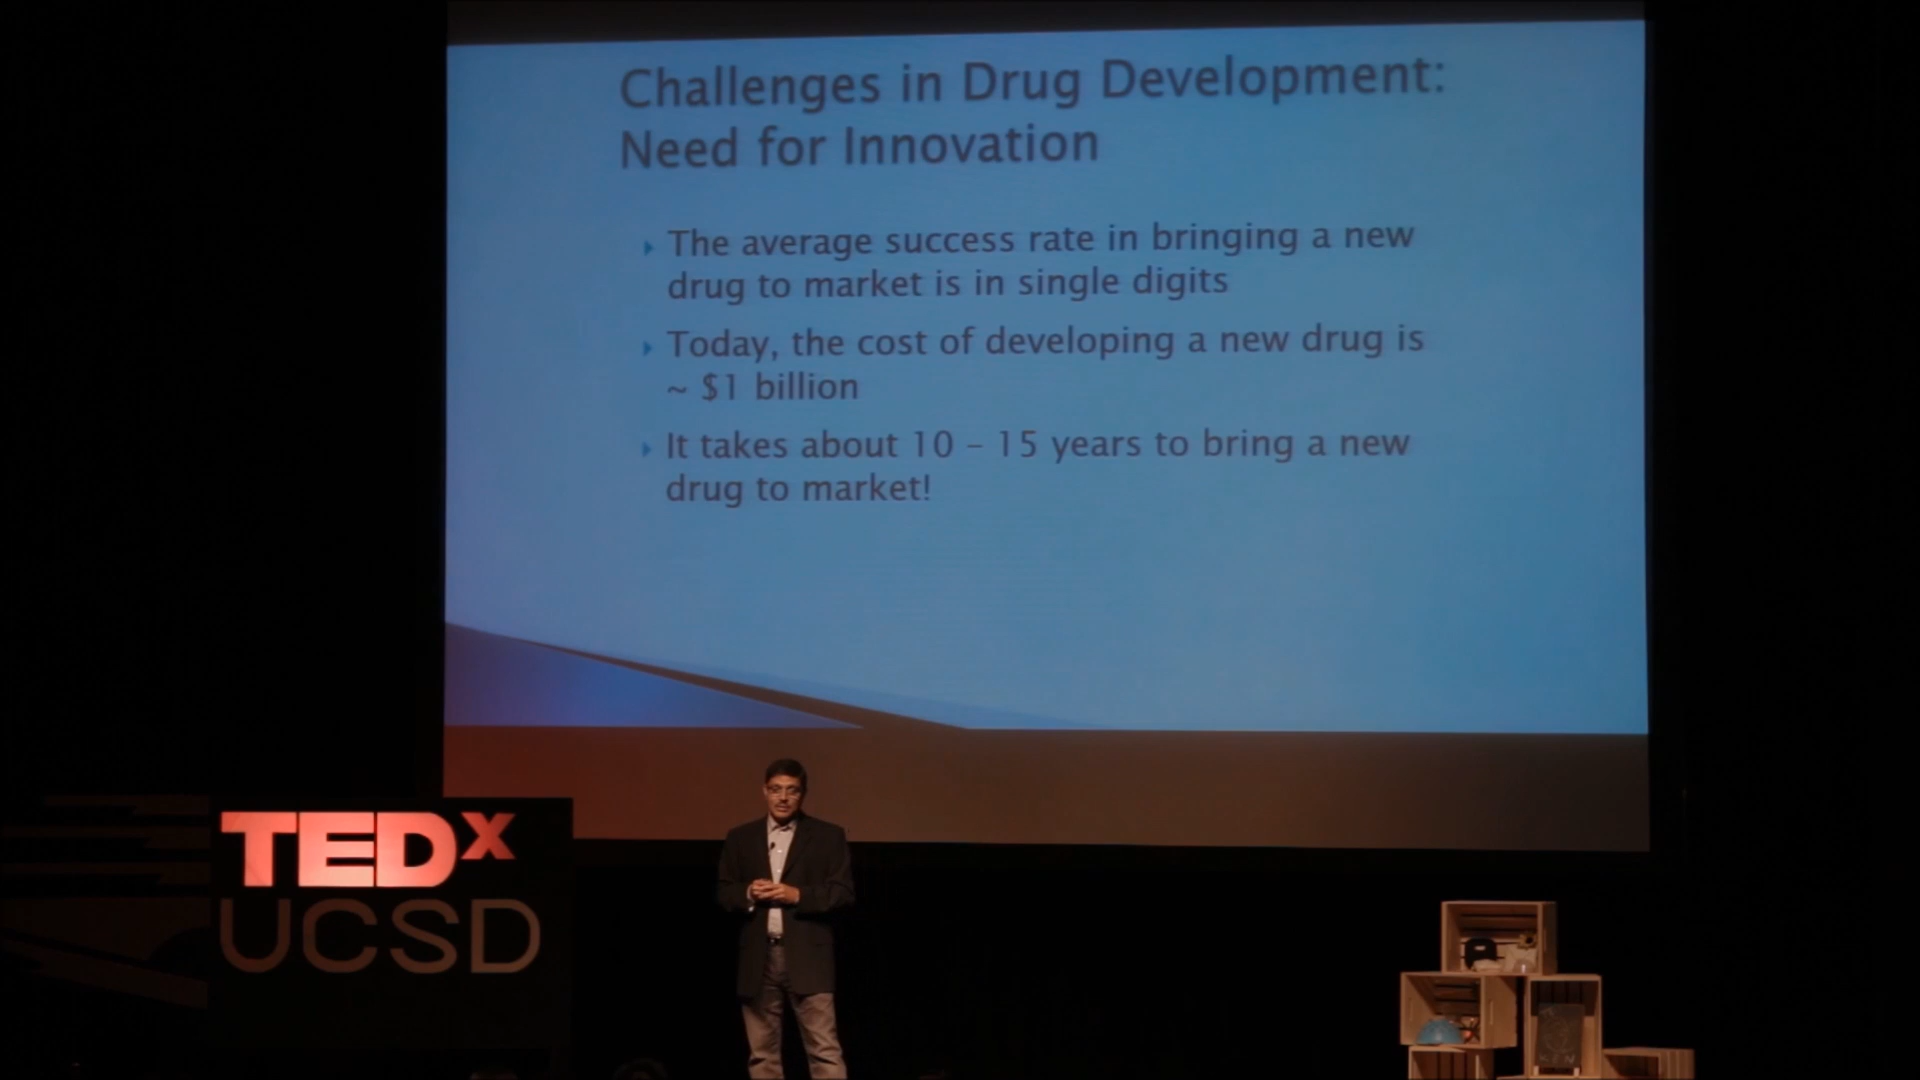 Challenges in Drug Development:
Need for Innovation
The average success rate in bringing a new
drug to market is in single digits
Today, the cost of developing a new drug is
~ $1 billion
It takes about 10 – 15 years to bring a new
drug to market!
TEDx
UCSD